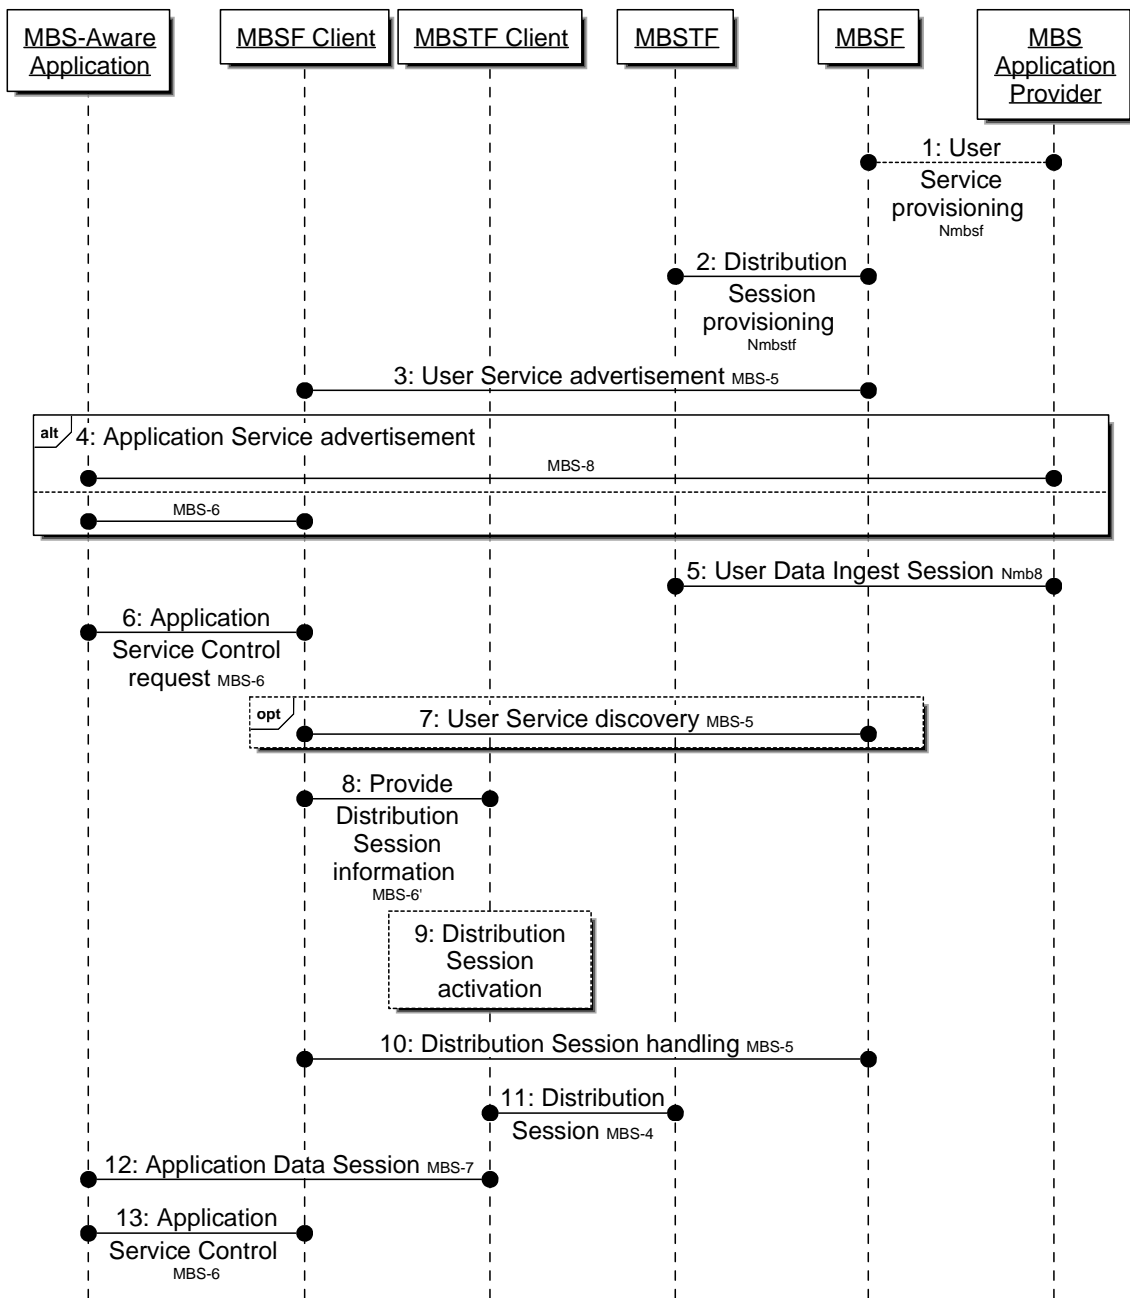 MBS-Aware
Application
MBSF Client
MBSTF Client
MBSTF
MBSF
MBS
Application
Provider
1: User
Service
provisioning
Nmbsf
2: Distribution
Session
provisioning
Nmbstf
3: User Service advertisement MBS-5
alt
4: Application Service advertisement
MBS-8
MBS-6
5: User Data Ingest Session Nmb8
6: Application
Service Control
request MBS-6
opt
7: User Service discovery MBS-5
8: Provide
Distribution
Session
information
MBS-6'
9: Distribution
Session
activation
10: Distribution Session handling MBS-5
11: Distribution
Session MBS-4
12: Application Data Session MBS-7
13: Application
Service Control
MBS-6